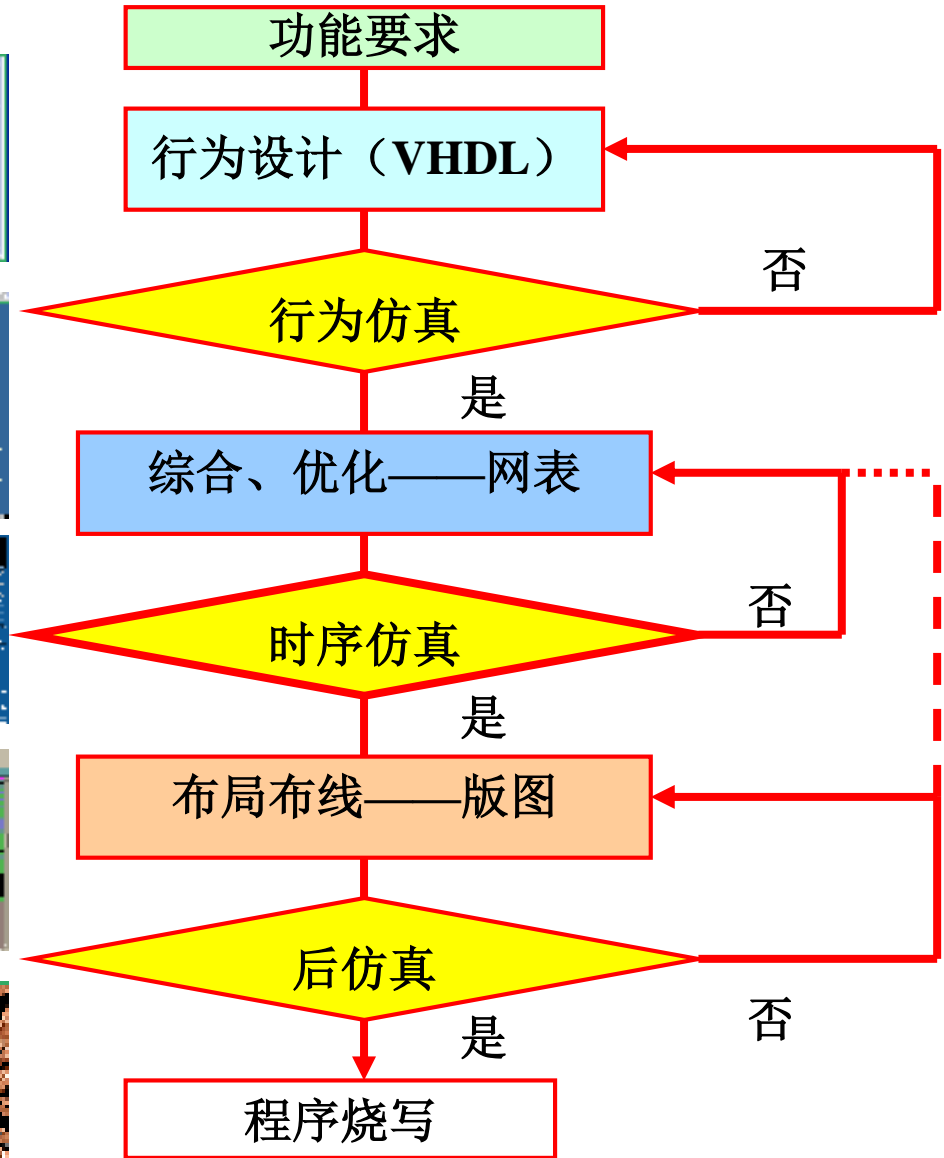 功能要求
行为设计（VHDL）
否
行为仿真
是
综合、优化——网表
否
时序仿真
是
布局布线——版图
后仿真
否
是
程序烧写